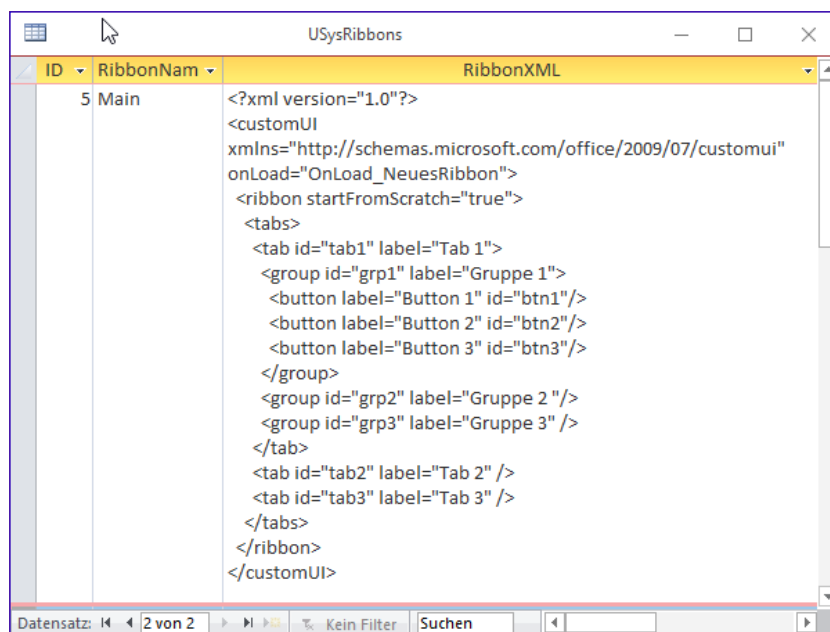 USysRibbons
ID RibbonNam RibbonXML
5 Main <?xml version="1.0"?>
<customUI
xmlns="http://schemas.microsoft.com/office/2009/07/customui"
onLoad="OnLoad_NeuesRibbon">
<ribbon startFromScratch="true">
<tabs>
<tab id="tab1" label="Tab 1">
<group id="grp1" label="Gruppe 1">
<button label="Button 1" id="btn1"/>
<button label="Button 2" id="btn2"/>
<button label="Button 3" id="btn3"/>
</group>
<group id="grp2" label="Gruppe 2 "/>
<group id="grp3" label="Gruppe 3" />
</tab>
<tab id="tab2" label="Tab 2" />
<tab id="tab3" label="Tab 3" />
</tabs>
</ribbon>
</customUI>
Datensatz: 2 von 2 Kein Filter Suchen